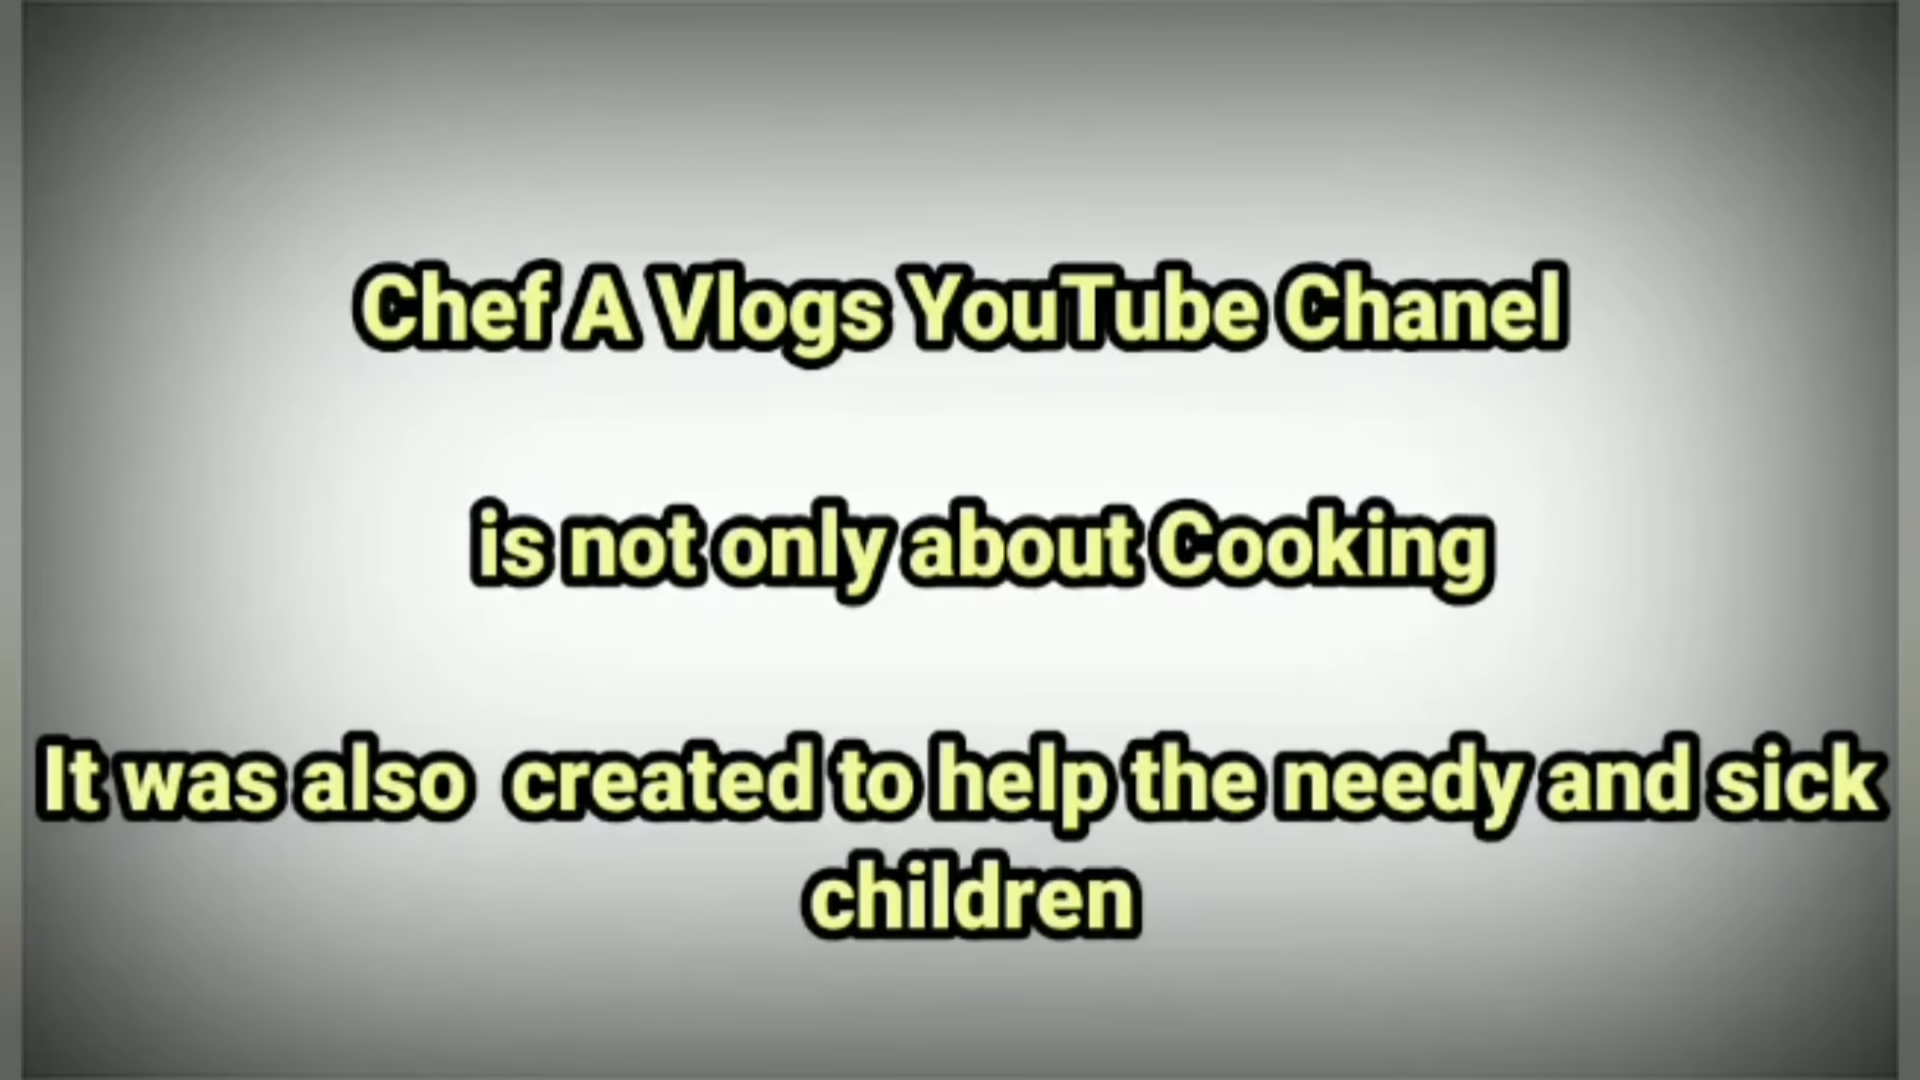 Chef A Vlogs YouTube Chanel
is not only about Cooking
It was also  created to help the needy and sick
children